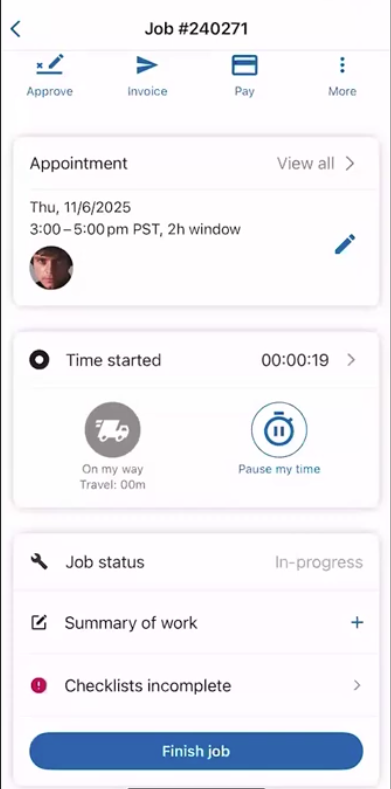 Job #240271
Approve Invoice Pay More
Appointment View all
Thu, 11/6/2025
3:00 – 5:00 pm PST, 2h window
Time started 00:00:19
On my way Pause my time
Travel: 00m
Job status In-progress
Summary of work +
Checklists incomplete
Finish job